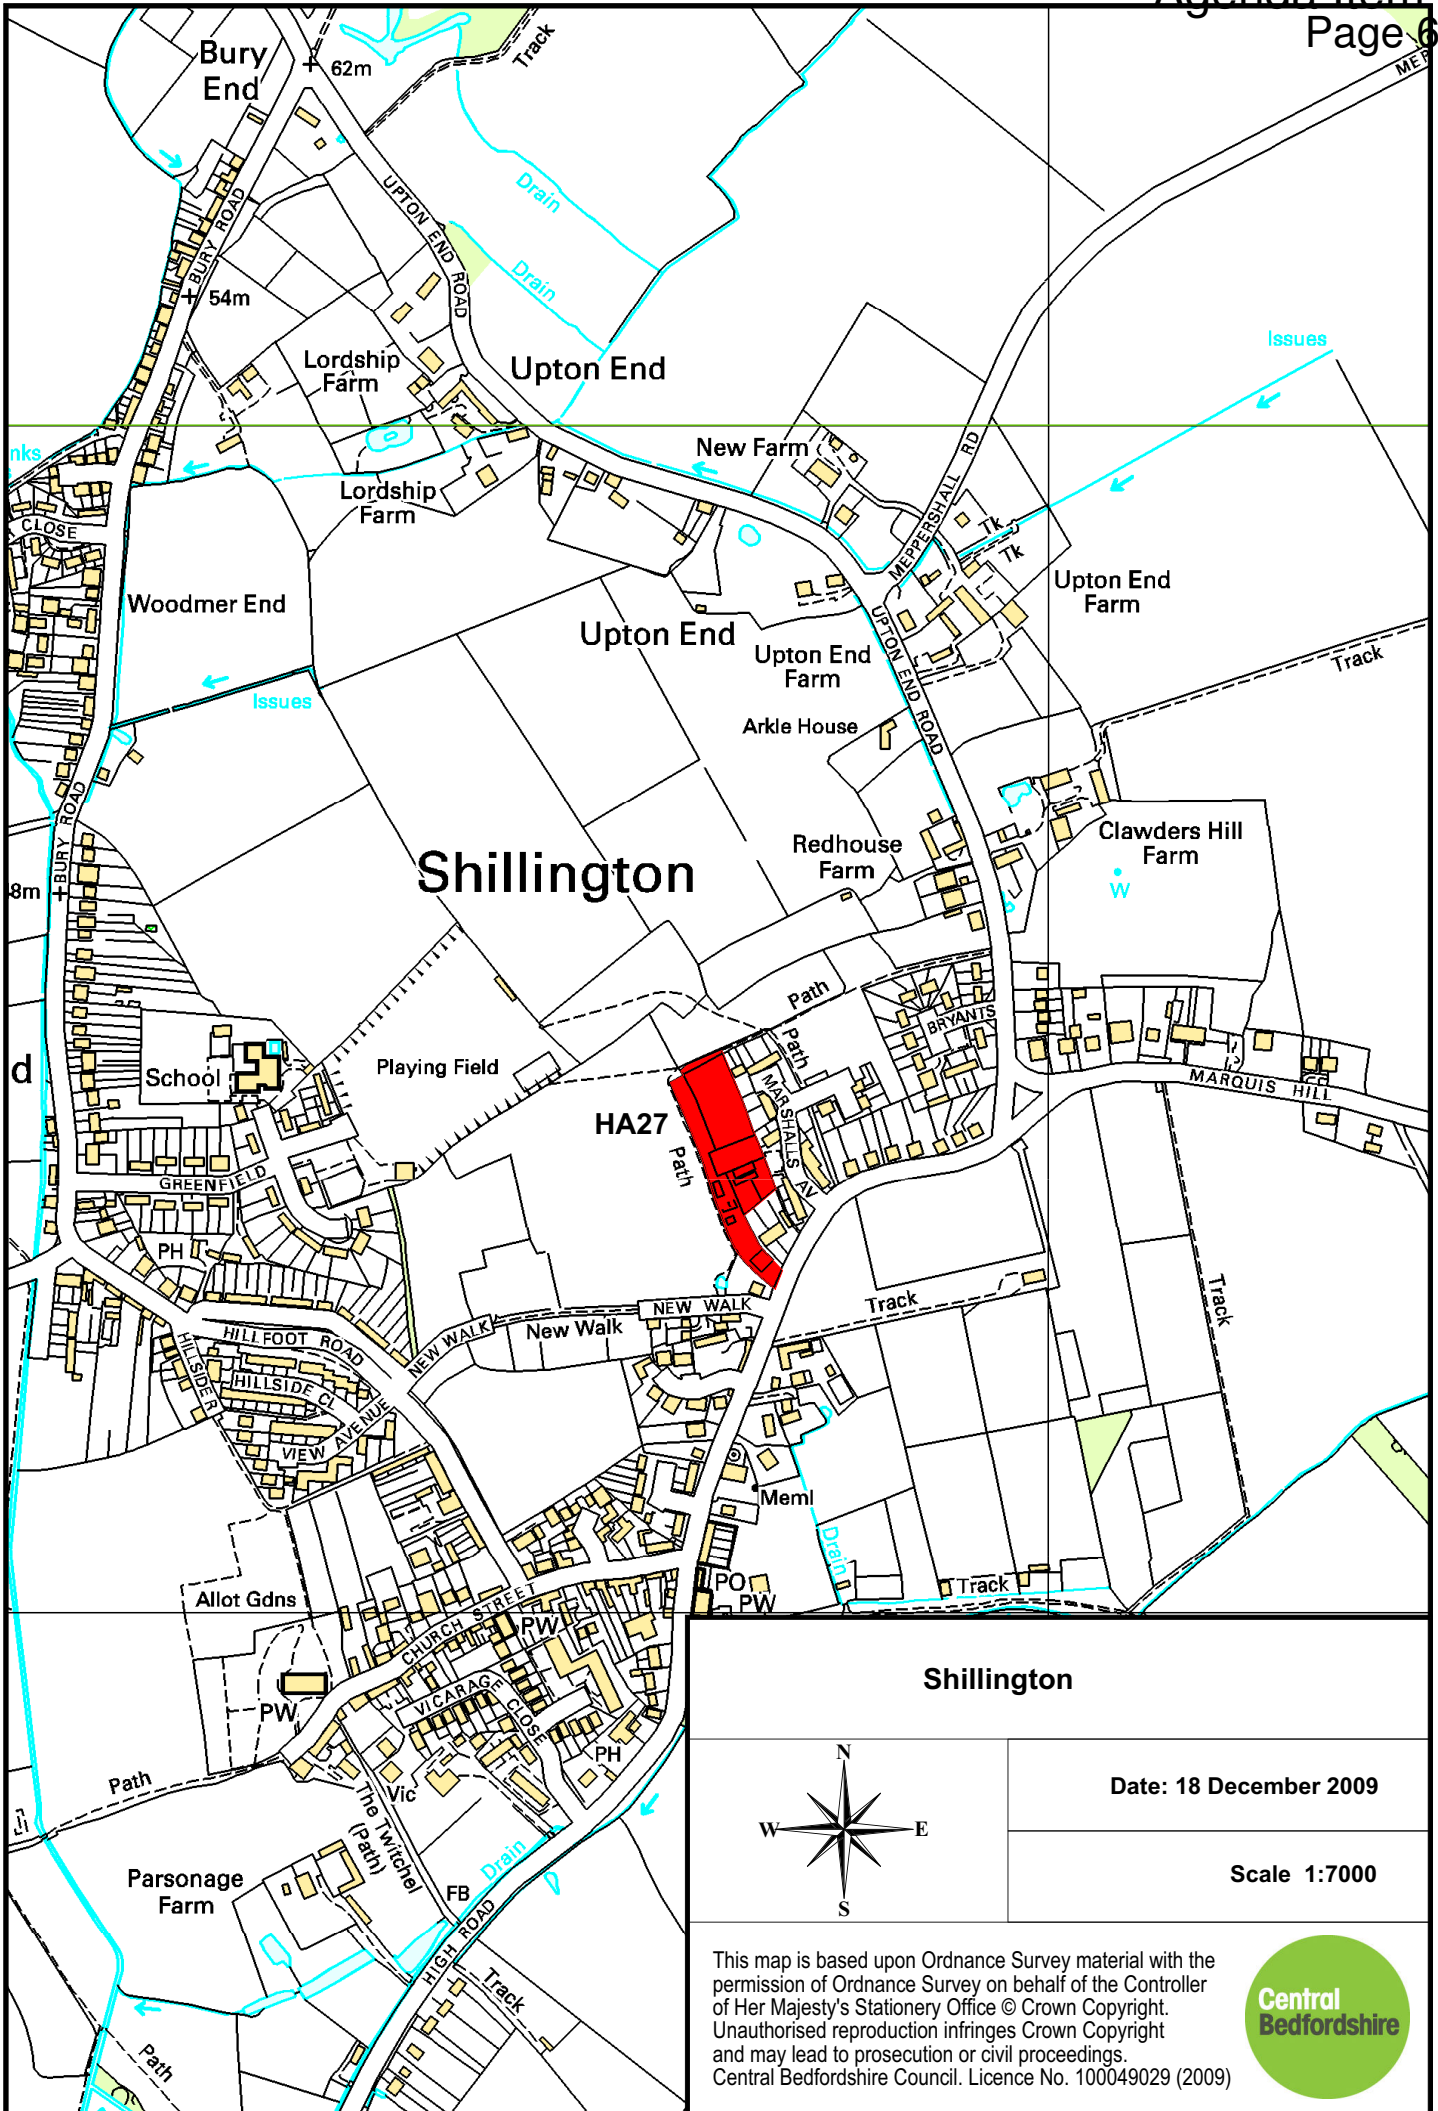 Page 6
Bury
End
62m
Track
MEP
UPTON END ROAD
Drain
BURY ROAD
54m
Drain
Lordship
Farm
Upton End
Issues
New Farm
MEPPERSHALL RD
nks
Lordship
Farm
CLOSE
Tk
Tk
Upton End
Farm
Woodmer End
Upton End
Upton End
Farm
UPTON END ROAD
Track
Issues
Arkle House
BURY ROAD
Redhouse
Farm
Clawders Hill
Farm
W
Shillington
8m
Path
Path
BRYANTS
d
School
Playing Field
MARSHALLS AV
MARQUIS HILL
HA27
Path
GREENFIELD
PH
Track
Track
NEW WALK
New Walk
NEW WALK
HILLFOOT ROAD
HILLSIDE R
HILLSIDE CL
VIEW AVENUE
Meml
Drain
Allot Gdns
PO
PW
Track
CHURCH STREET
PW
PW
VICARAGE CLOSE
PH
Path
Vic
The Twitchel
(Path)
Drain
Parsonage
Farm
FB
HIGH ROAD
Track
Path
Shillington
N
W
E
S
Date: 18 December 2009
Scale 1:7000
This map is based upon Ordnance Survey material with the
permission of Ordnance Survey on behalf of the Controller
of Her Majesty's Stationery Office © Crown Copyright.
Unauthorised reproduction infringes Crown Copyright
and may lead to prosecution or civil proceedings.
Central Bedfordshire Council. Licence No. 100049029 (2009)
Central
Bedfordshire